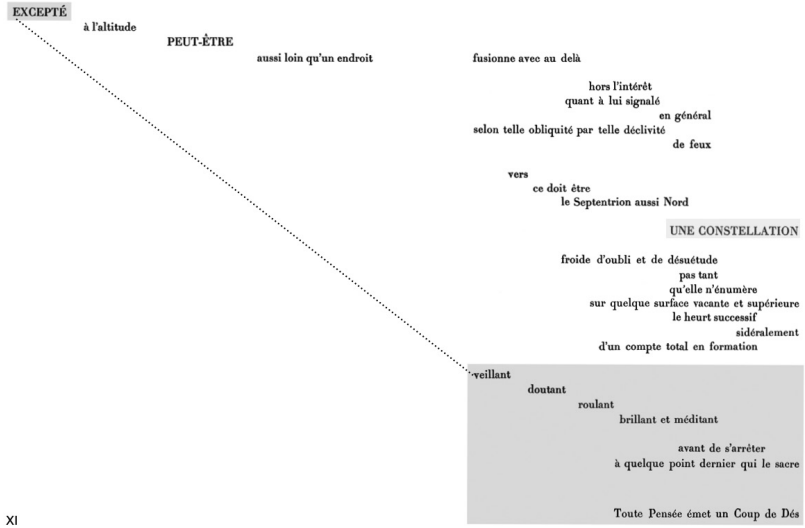 EXCEPTÉ
à l'altitude
PEUT-ÊTRE
aussi loin qu'un endroit
fusionne avec au delà
hors l'intérêt
quant à lui signalé
en général
selon telle obliquité par telle déclivité
de feux
vers
ce doit être
le Septentrion aussi Nord
UNE CONSTELLATION
froide d'oubli et de désuétude
pas tant
qu'elle n'énumère
sur quelque surface vacante et supérieure
le heurt successif
sidéralement
d'un compte total en formation
veillant
doutant
roulant
brillant et méditant
avant de s'arrêter
à quelque point dernier qui le sacre
Toute Pensée émet un Coup de Dés
XI